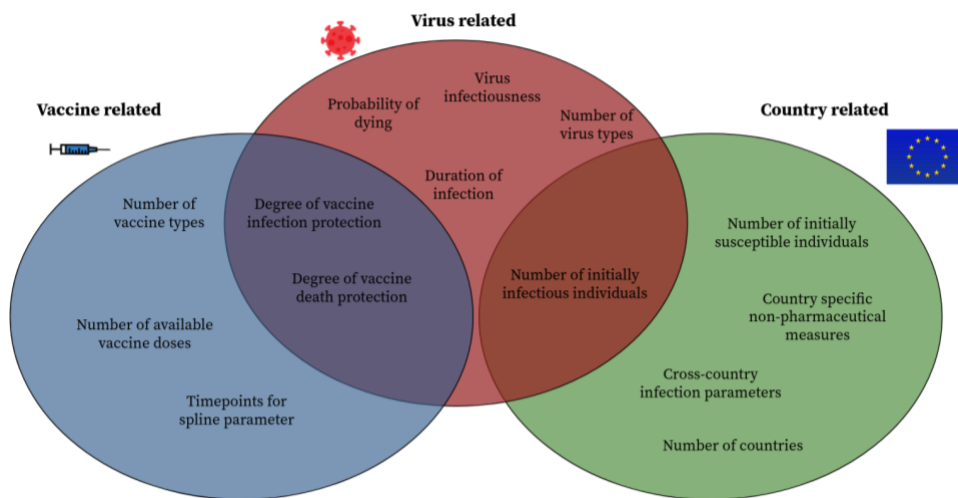 Virus related
Vaccine related
Country related
Virus
infectiousness
Probability of
dying
Number of
virus types
Duration of
infection
Number of
vaccine types
Degree of vaccine
infection protection
Degree of vaccine
death protection
Number of available
vaccine doses
Timepoints for
spline parameter
Number of initially
infectious individuals
Number of initially
susceptible individuals
Country specific
non-pharmaceutical
measures
Cross-country
infection parameters
Number of countries